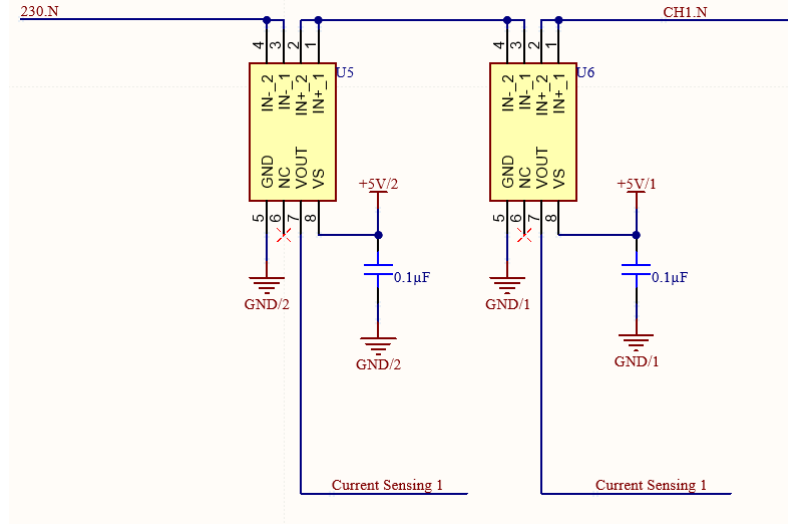 230.N
CH1.N
4 3 2 1
IN-_2 IN-_1 IN+_2 IN+_1
U5
GND NC VOUT VS
5 6 7 8
4 3 2 1
IN-_2 IN-_1 IN+_2 IN+_1
U6
GND NC VOUT VS
5 6 7 8
+5V/2
+5V/1
0.1µF
0.1µF
GND/2
GND/2
GND/1
GND/1
Current Sensing 1
Current Sensing 1